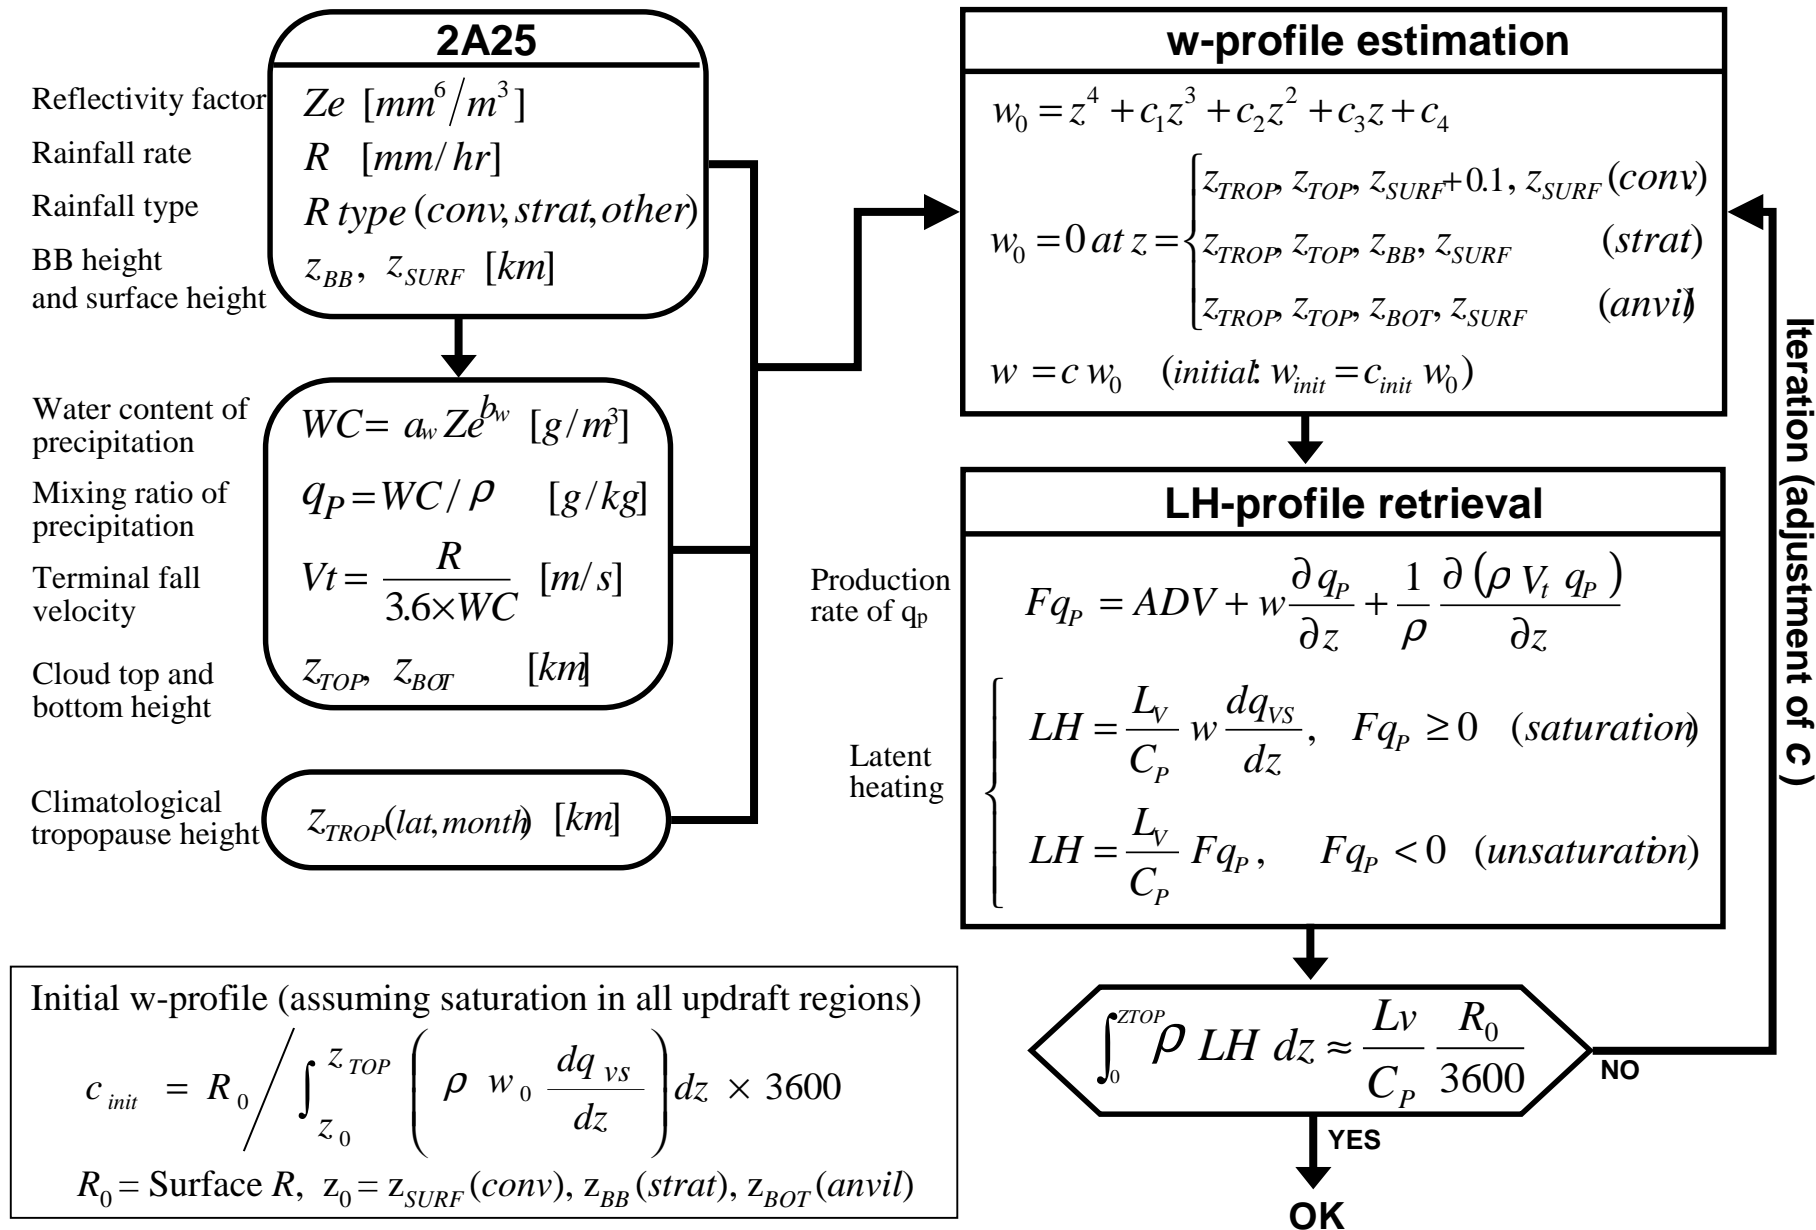 2A25
Reflectivity factor
Ze [mm^6/m^3]
Rainfall rate
R [mm/hr]
Rainfall type
R type (conv, strat, other)
BB height
and surface height
z_BB, z_SURF [km]
Water content of
precipitation
WC = a_w Ze^b_w [g/m^3]
Mixing ratio of
precipitation
q_P = WC/ρ [g/kg]
Terminal fall
velocity
Vt = R / 3.6×WC [m/s]
Cloud top and
bottom height
z_TOP, z_BOT [km]
Climatological
tropopause height
z_TROP(lat, month) [km]
w-profile estimation
w_0 = z^4 + c_1z^3 + c_2z^2 + c_3z + c_4
w_0 = 0 at z = {
z_TROP, z_TOP, z_SURF+0.1, z_SURF (conv.)
z_TROP, z_TOP, z_BB, z_SURF (strat.)
z_TROP, z_TOP, z_BOT, z_SURF (anvil)
w = c w_0 (initial: w_init = c_init w_0)
LH-profile retrieval
Production
rate of q_p
Fq_P = ADV + w ∂q_P/∂z + 1/ρ ∂(ρ V_t q_P)/∂z
Latent
heating
LH = L_V/C_P w dq_VS/dz, Fq_P ≥ 0 (saturation)
LH = L_V/C_P Fq_P, Fq_P < 0 (unsaturation)
∫_0^ZTOP ρ LH dz ≈ Lv/C_P R_0/3600
NO
YES
OK
Iteration (adjustment of c)
Initial w-profile (assuming saturation in all updraft regions)
c_init = R_0 / ∫_z_0^z_TOP (ρ w_0 dq_vs/dz) dz × 3600
R_0 = Surface R, z_0 = z_SURF (conv), z_BB (strat), z_BOT (anvil)